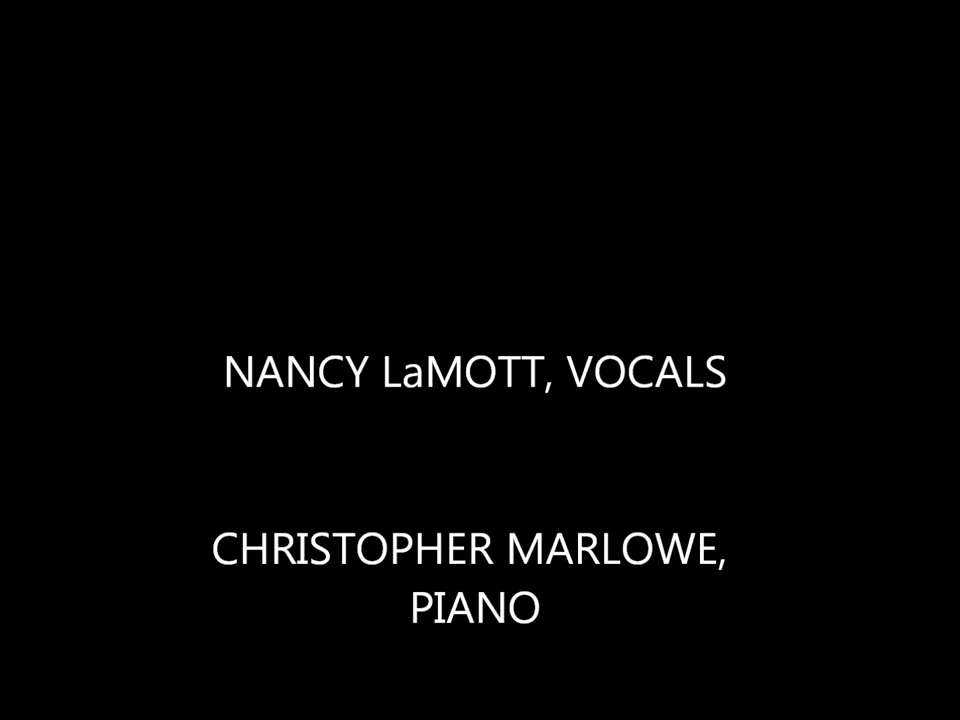 NANCY LaMOTT, VOCALS
CHRISTOPHER MARLOWE,
PIANO